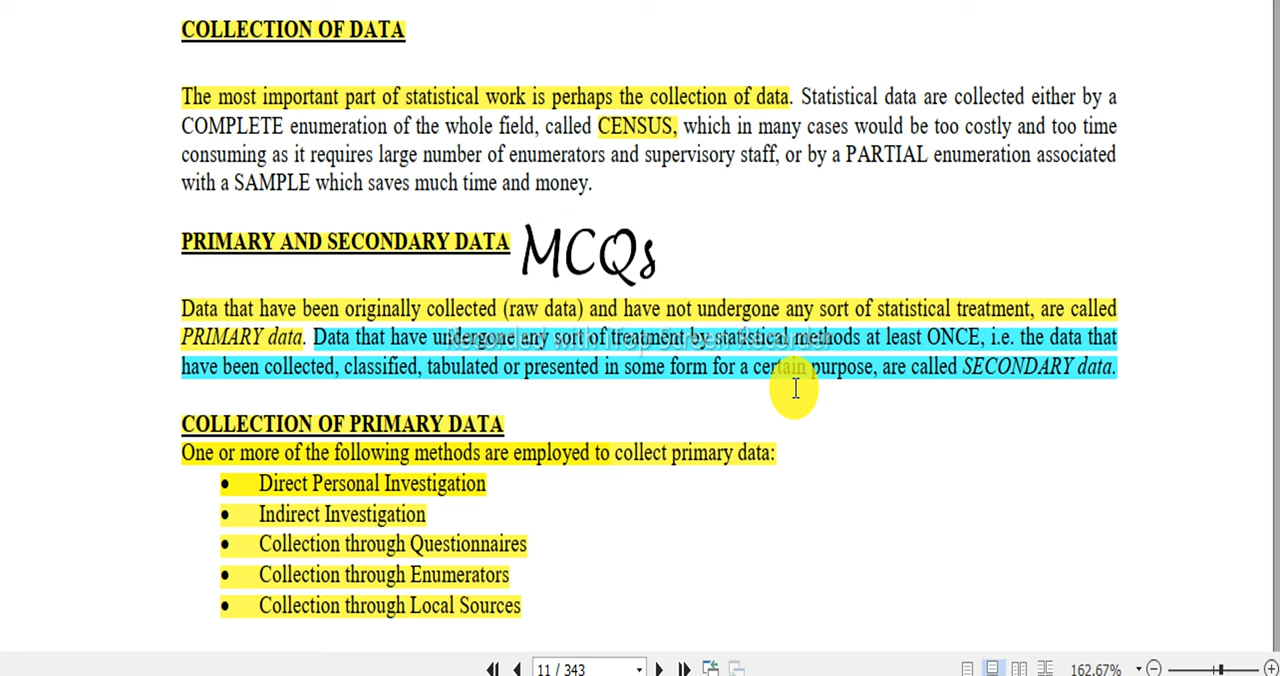 COLLECTION OF DATA
The most important part of statistical work is perhaps the collection of data. Statistical data are collected either by a
COMPLETE enumeration of the whole field, called CENSUS, which in many cases would be too costly and too time
consuming as it requires large number of enumerators and supervisory staff, or by a PARTIAL enumeration associated
with a SAMPLE which saves much time and money.
PRIMARY AND SECONDARY DATA MCQs
Data that have been originally collected (raw data) and have not undergone any sort of statistical treatment, are called
PRIMARY data. Data that have undergone any sort of treatment by statistical methods at least ONCE, i.e. the data that
Recorded with iTop Screen Recorder
have been collected, classified, tabulated or presented in some form for a certain purpose, are called SECONDARY data.
COLLECTION OF PRIMARY DATA
One or more of the following methods are employed to collect primary data:
• Direct Personal Investigation
• Indirect Investigation
• Collection through Questionnaires
• Collection through Enumerators
• Collection through Local Sources
11 / 343
162.67%